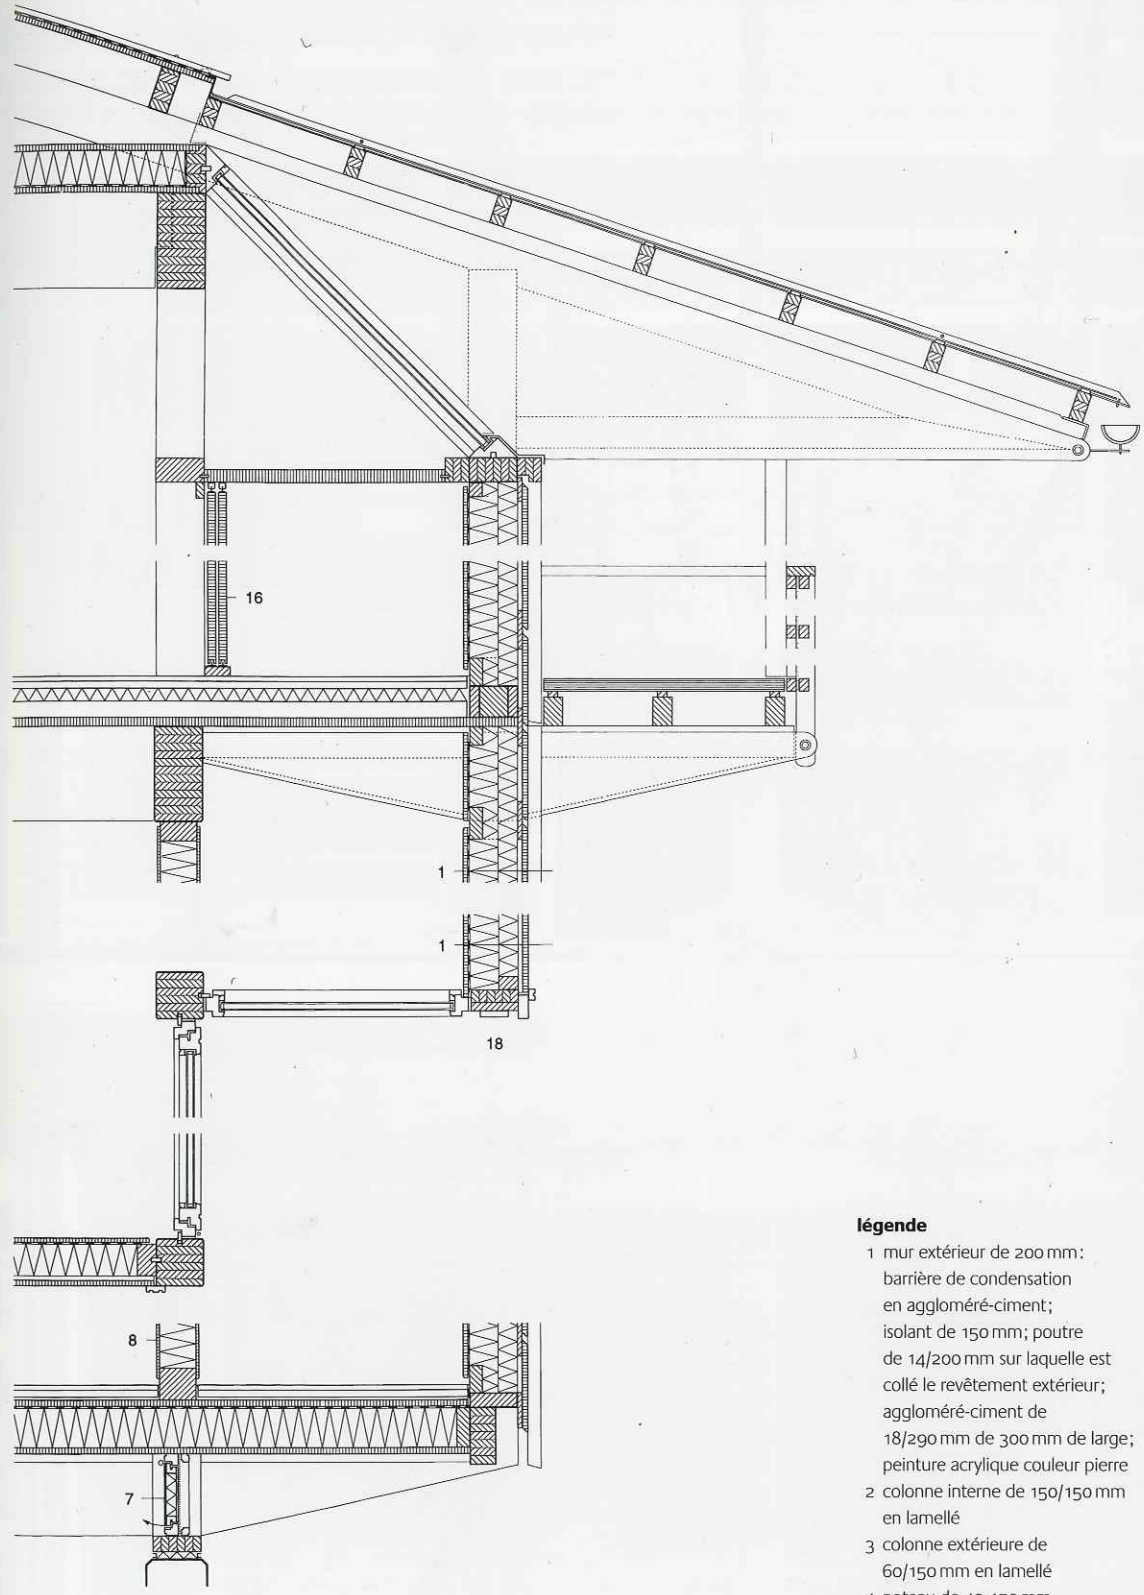 16
1
1
18
8
7
légende
1 mur extérieur de 200 mm :
barrière de condensation
en aggloméré-ciment ;
isolant de 150 mm ; poutre
de 14/200 mm sur laquelle est
collé le revêtement extérieur ;
aggloméré-ciment de
18/290 mm de 300 mm de large ;
peinture acrylique couleur pierre
2 colonne interne de 150/150 mm
en lamellé
3 colonne extérieure de
60/150 mm en lamellé